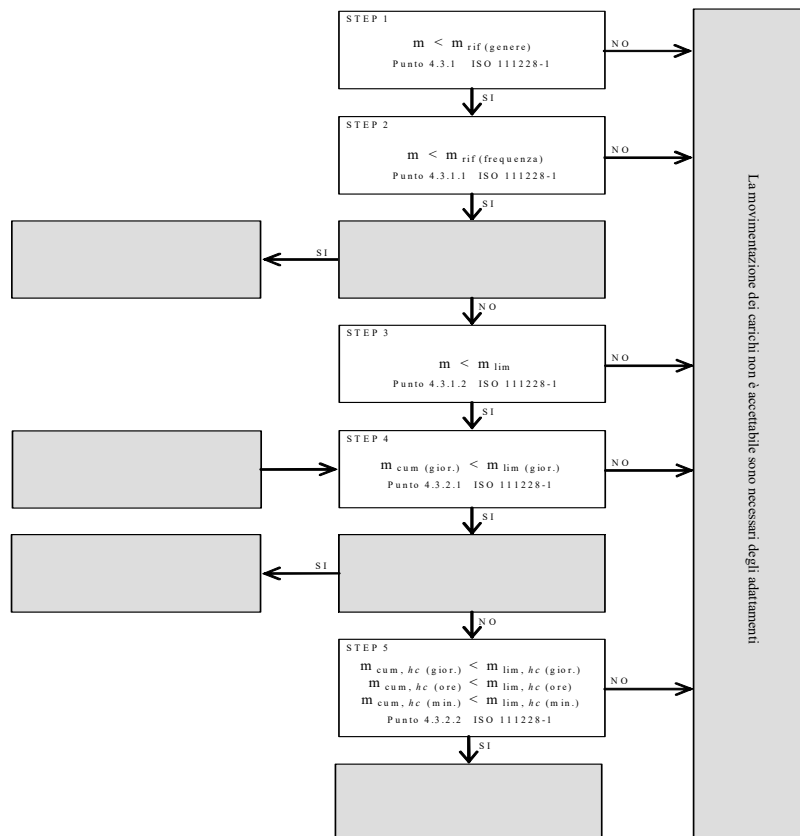 STEP 1
m < m rif (genere)
Punto 4.3.1 ISO 111228-1
NO
SI
STEP 2
m < m rif(frequenza)
Punto 4.3.1.1 ISO 111228-1
NO
SI
SI
NO
STEP 3
m < m lim
Punto 4.3.1.2 ISO 111228-1
NO
SI
STEP 4
m cum (gior.) < m lim (gior.)
Punto 4.3.2.1 ISO 111228-1
NO
SI
SI
NO
STEP 5
m cum, hc (gior.) < m lim, hc (gior.)
m cum, hc (ore) < m lim, hc (ore)
m cum, hc (min.) < m lim, hc (min.)
Punto 4.3.2.2 ISO 111228-1
NO
SI
La movimentazione dei carichi non è accettabile sono necessari degli adattamenti